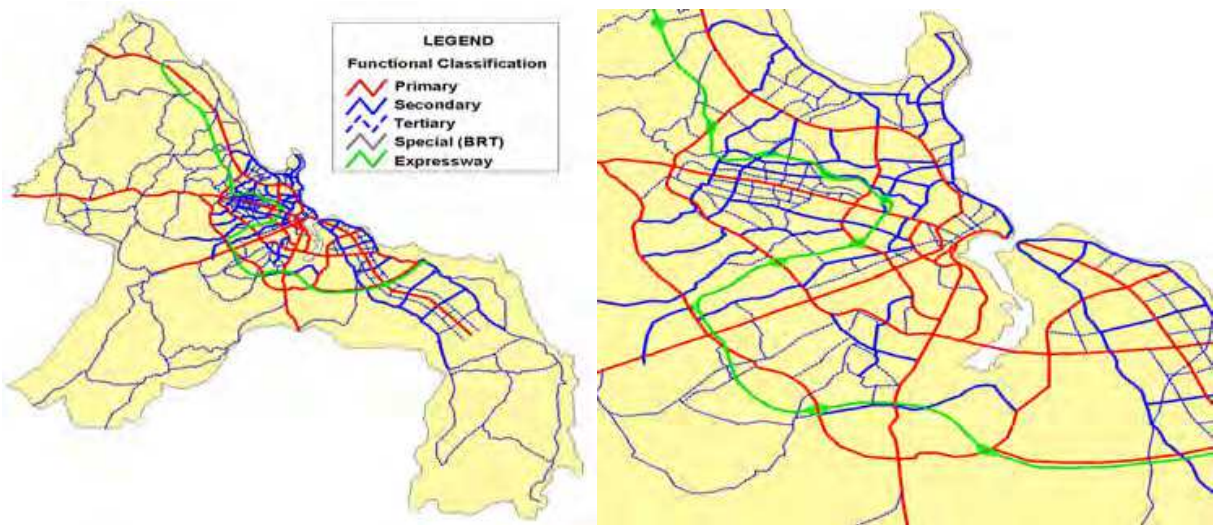 LEGEND
Functional Classification
Primary
Secondary
Tertiary
Special (BRT)
Expressway